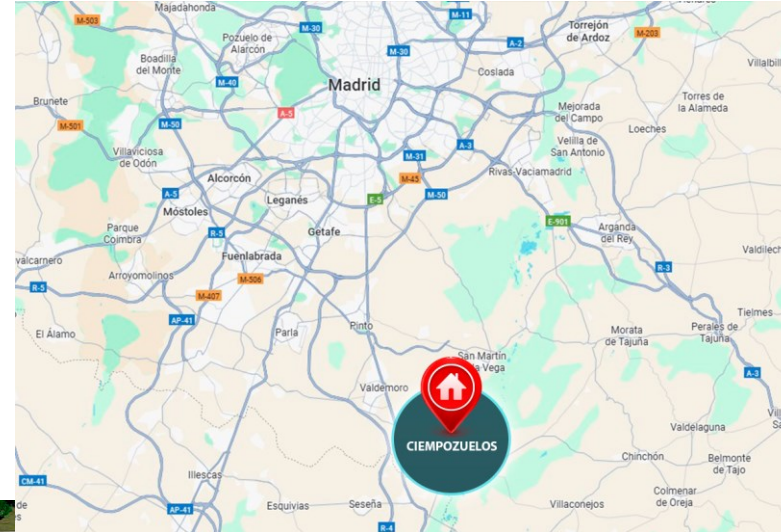 Majadahonda
M-503
M-11
Torrejón
de Ardoz
M-30
Pozuelo de
Alarcón
M-203
A-2
M-30
Boadilla
del Monte
Villalbil
Coslada
M-40
Madrid
Brunete
Torres de
la Alameda
Mejorada
del Campo
A-5
M-501
M-50
Loeches
Velilla de
San Antonio
Villaviciosa
de Odón
A-3
M-31
Rivas-Vaciamadrid
Alcorcón
M-45
A-5
M-50
Leganés
E-5
Móstoles
E-901
Parque
Coimbra
Arganda
del Rey
R-5
Getafe
Valdilech
Fuenlabrada
valcarnero
R-3
Arroyomolinos
M-506
R-5
M-407
Tielmes
AP-41
Pinto
Perales de
Tajuña
El Álamo
Parla
Morata
de Tajuña
San Martín
a Vega
A-3
Valdemoro
Valdelaguna
CIEMPOZUELOS
Chinchón
Belmonte
de Tajo
Illescas
CM-41
Colmenar
de Oreja
Esquivias
Seseña
Villaconejos
AP-41
R-4